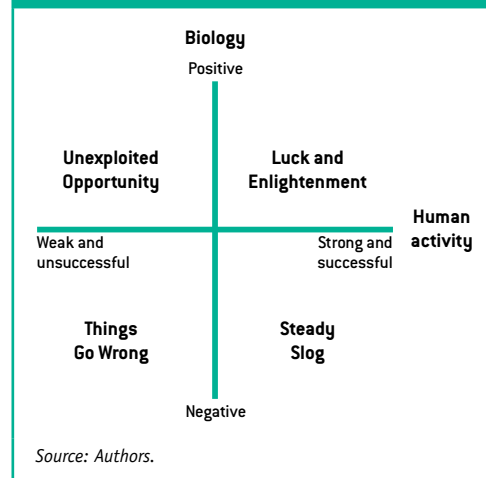 Biology
Positive
Unexploited
Opportunity
Luck and
Enlightenment
Human
activity
Weak and
unsuccessful
Strong and
successful
Things
Go Wrong
Steady
Slog
Negative
Source: Authors.